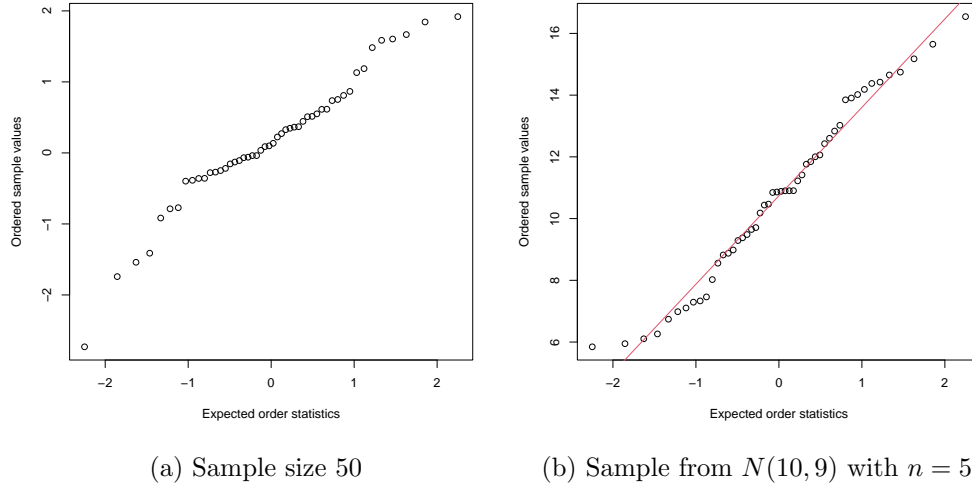 2
1
0
−1
−2
Ordered sample values
−2 −1 0 1 2
Expected order statistics
(a) Sample size 50
16
14
12
10
8
6
Ordered sample values
−2 −1 0 1 2
Expected order statistics
(b) Sample from N(10, 9) with n = 5